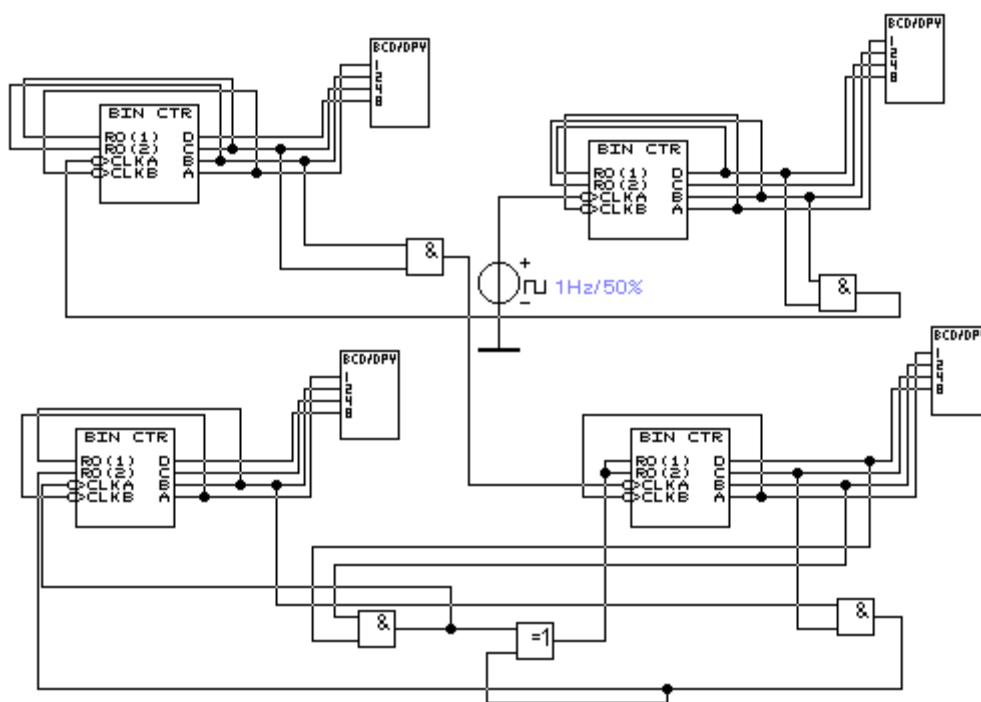 BCD/DPY
1
2
4
8
BIN CTR
RO(1) D
RO(2) C
CLKA B
CLKB A
&
BCD/DPY
1
2
4
8
BIN CTR
RO(1) D
RO(2) C
CLKA B
CLKB A
&
+
1Hz/50%
−
BCD/DPY
1
2
4
8
BIN CTR
RO(1) D
RO(2) C
CLKA B
CLKB A
BCD/DPY
1
2
4
8
BIN CTR
RO(1) D
RO(2) C
CLKA B
CLKB A
&
=1
&